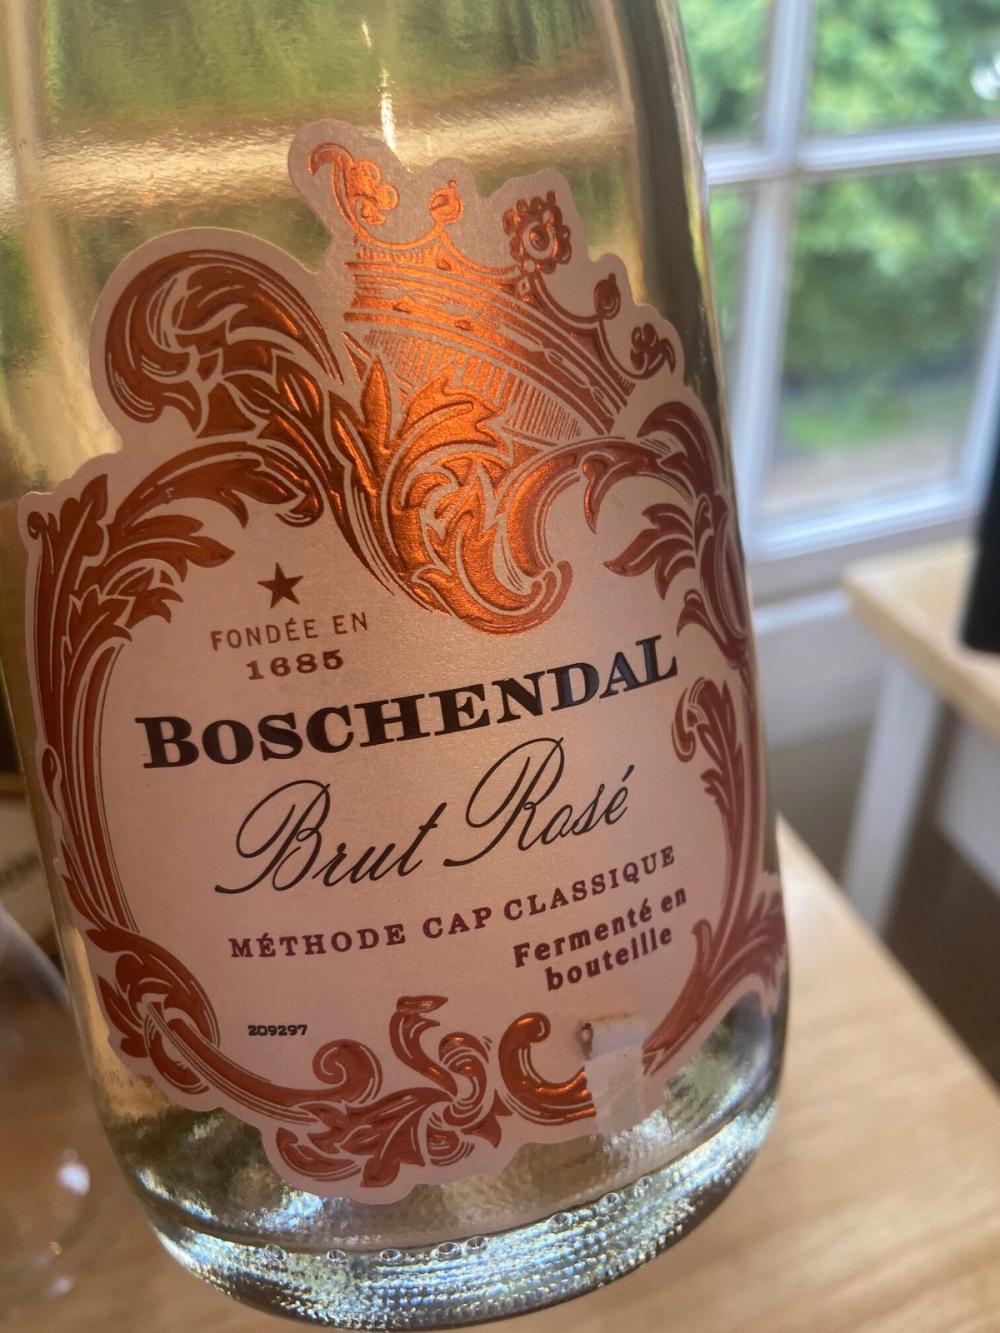 FONDÉE EN
1685
BOSCHENDAL
Brut Rosé
MÉTHODE CAP CLASSIQUE
Fermenté en
bouteille
209297